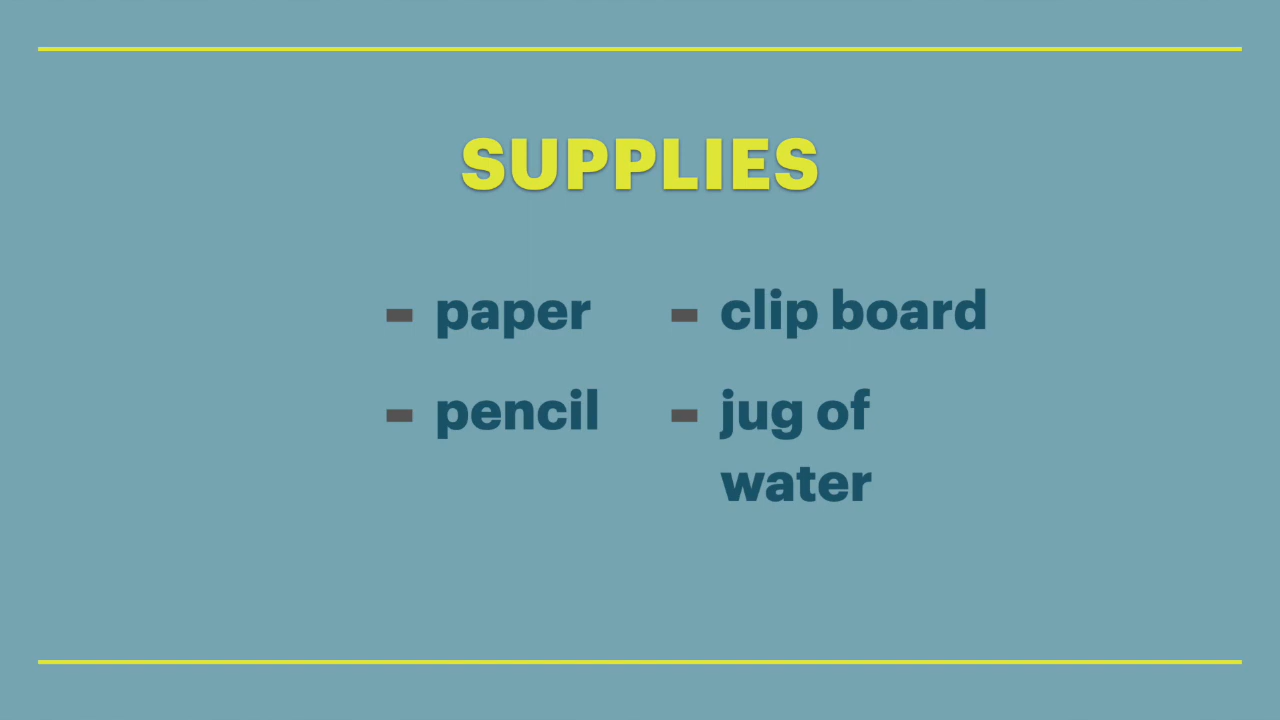 SUPPLIES
- paper
- pencil
- clip board
- jug of
water